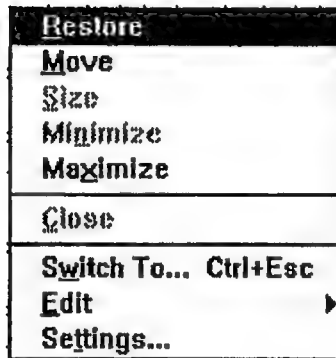 Restore
Move
Size
Minimize
Maximize
Close
Switch To... Ctrl+Esc
Edit
Settings...